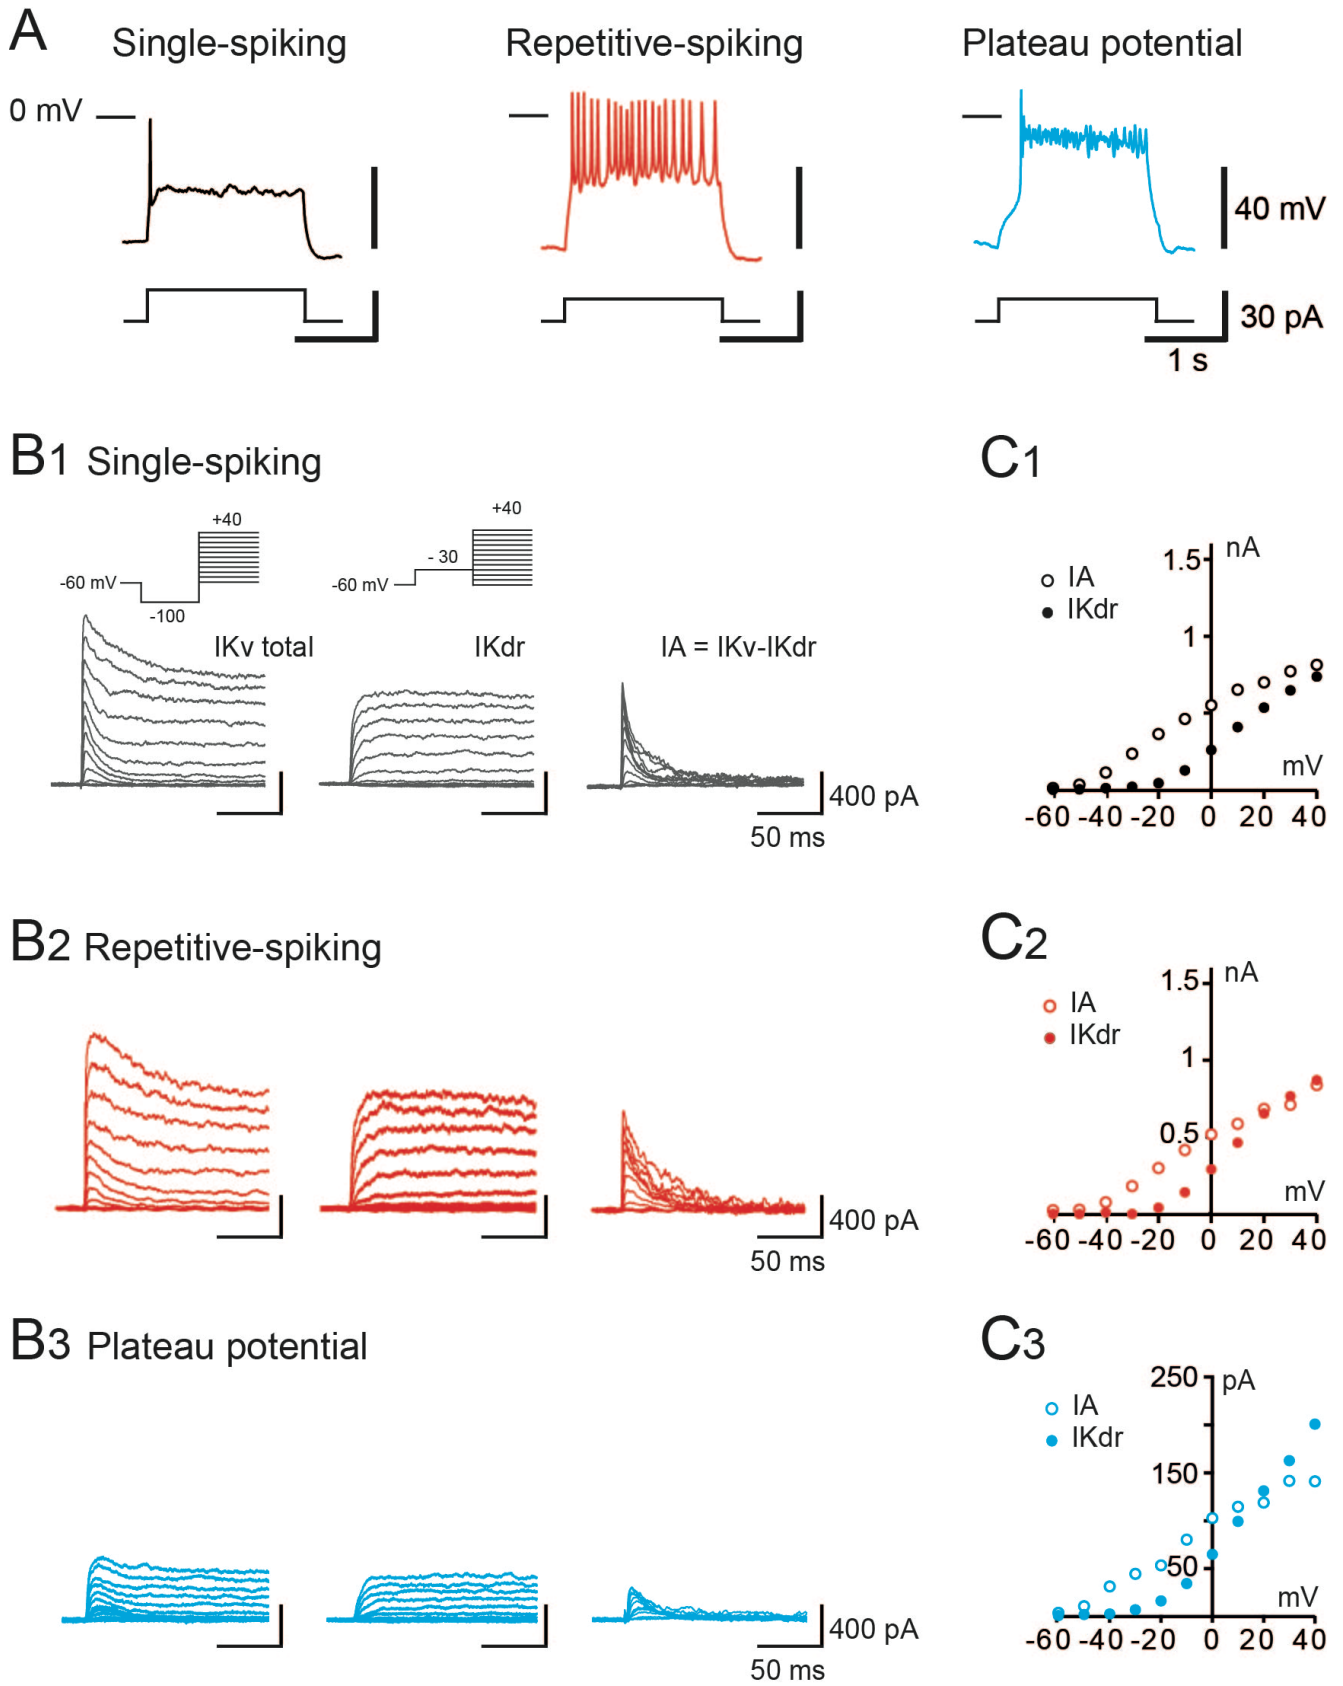 A
Single-spiking Repetitive-spiking Plateau potential
0 mV
40 mV
30 pA
1 s
B1 Single-spiking
C1
+40 +40
-60 mV - 30
-60 mV
-100
IKv total IKdr IA = IKv-IKdr
400 pA
50 ms
1.5 nA
IA
IKdr
1
mV
-60 -40 -20 0 20 40
B2 Repetitive-spiking
C2
400 pA
50 ms
1.5 nA
IA
IKdr
1
0.5
mV
-60 -40 -20 0 20 40
B3 Plateau potential
C3
400 pA
50 ms
250 pA
IA
IKdr
150
50
mV
-60 -40 -20 0 20 40